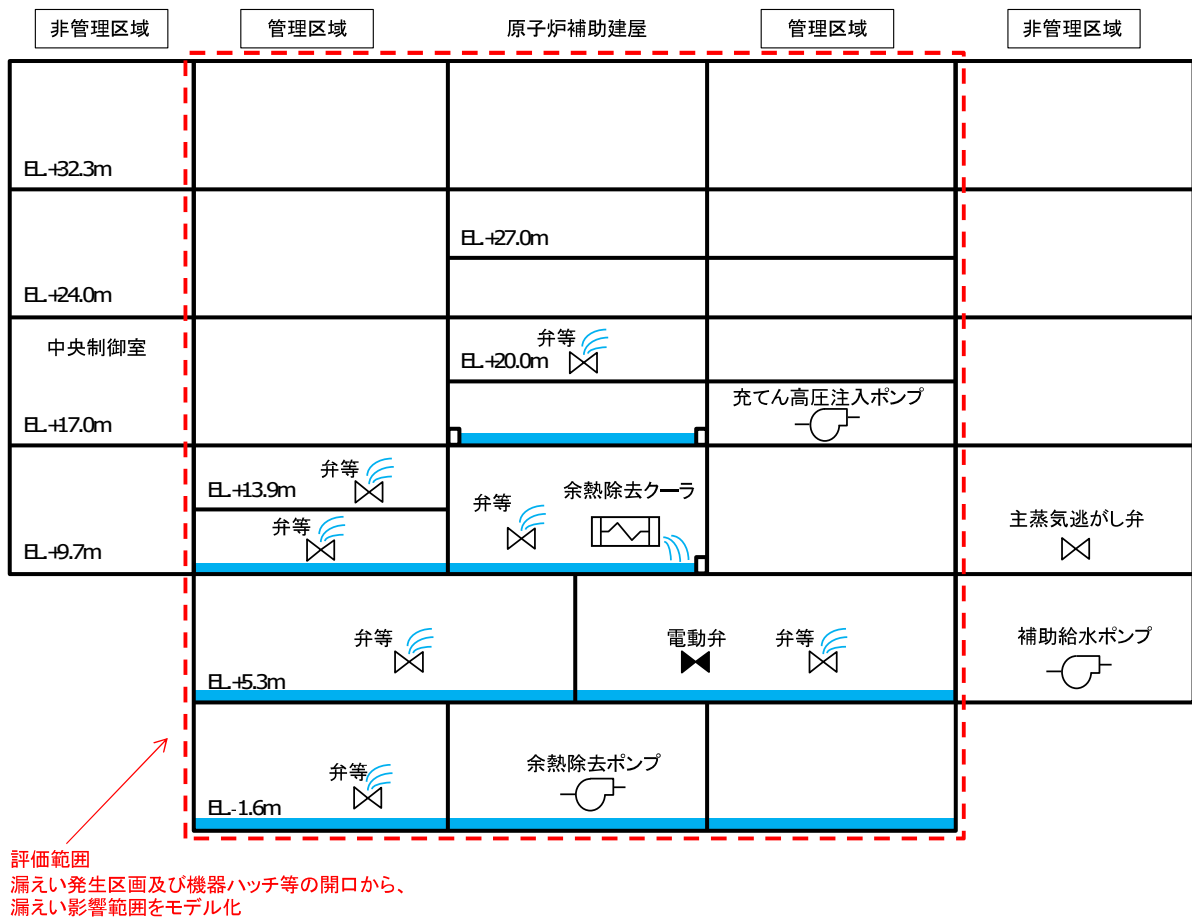 非管理区域
管理区域
原子炉補助建屋
管理区域
非管理区域
EL.+32.3m
EL.+27.0m
EL.+24.0m
中央制御室
弁等
EL.+20.0m
充てん高圧注入ポンプ
EL.+17.0m
弁等
EL.+13.9m
弁等
余熱除去クーラ
弁等
主蒸気逃がし弁
EL.+9.7m
弁等
電動弁
弁等
補助給水ポンプ
EL.+5.3m
弁等
余熱除去ポンプ
EL.-1.6m
評価範囲
漏えい発生区画及び機器ハッチ等の開口から、
漏えい影響範囲をモデル化